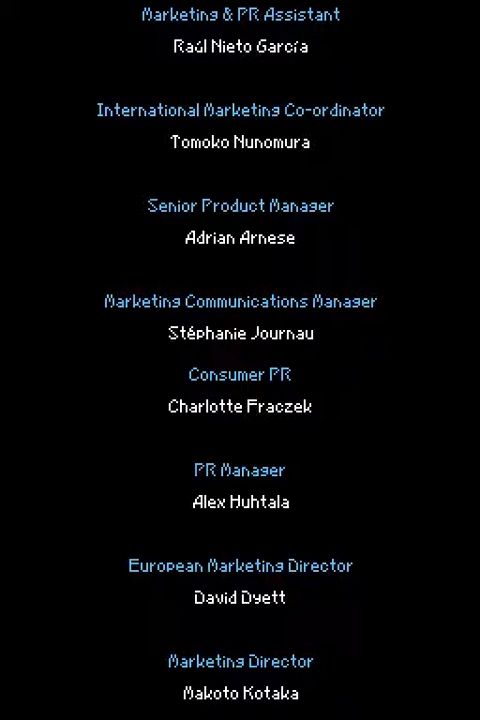 Marketing & PR Assistant
Raúl Nieto García
International Marketing Co-ordinator
Tomoko Nunomura
Senior Product Manager
Adrian Arnese
Marketing Communications Manager
Stéphanie Journau
Consumer PR
Charlotte Fraczek
PR Manager
Alex Huhtala
European Marketing Director
David Dyett
Marketing Director
Makoto Kotaka